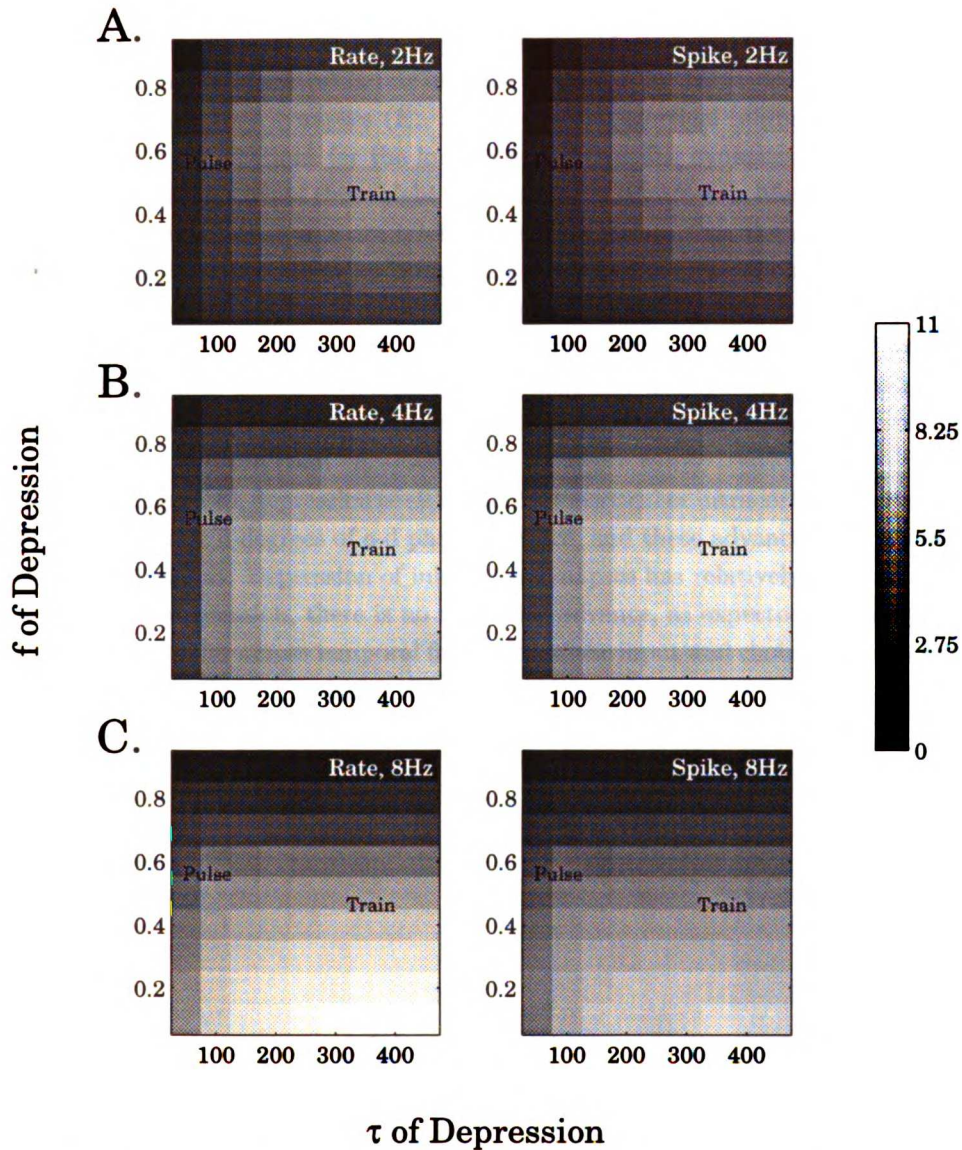 A.
Rate, 2Hz
Spike, 2Hz
0.8
0.6
0.4
0.2
Pulse
Train
100 200 300 400
0.8
0.6
0.4
0.2
Pulse
Train
100 200 300 400
B.
Rate, 4Hz
Spike, 4Hz
0.8
0.6
0.4
0.2
Pulse
Train
100 200 300 400
0.8
0.6
0.4
0.2
Pulse
Train
100 200 300 400
C.
Rate, 8Hz
Spike, 8Hz
0.8
0.6
0.4
0.2
Pulse
Train
100 200 300 400
0.8
0.6
0.4
0.2
Pulse
Train
100 200 300 400
11
8.25
5.5
2.75
0
f of Depression
τ of Depression